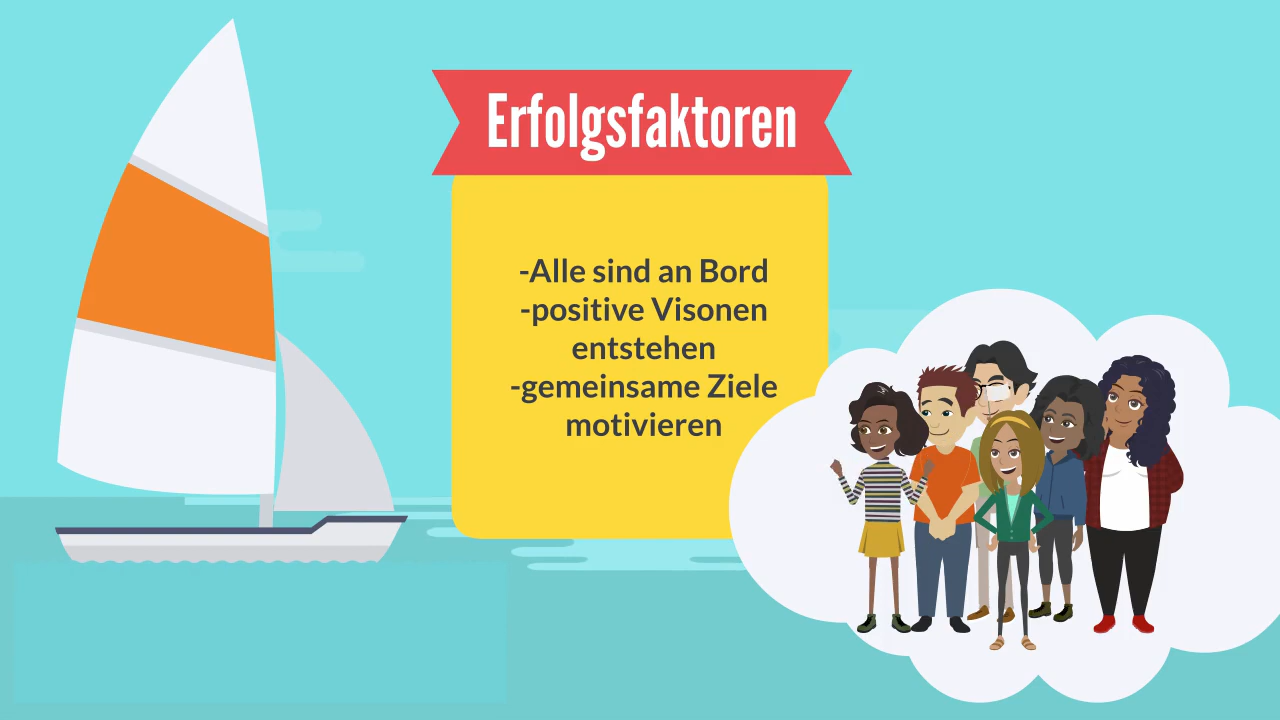 Erfolgsfaktoren
-Alle sind an Bord
-positive Visonen
entstehen
-gemeinsame Ziele
motivieren